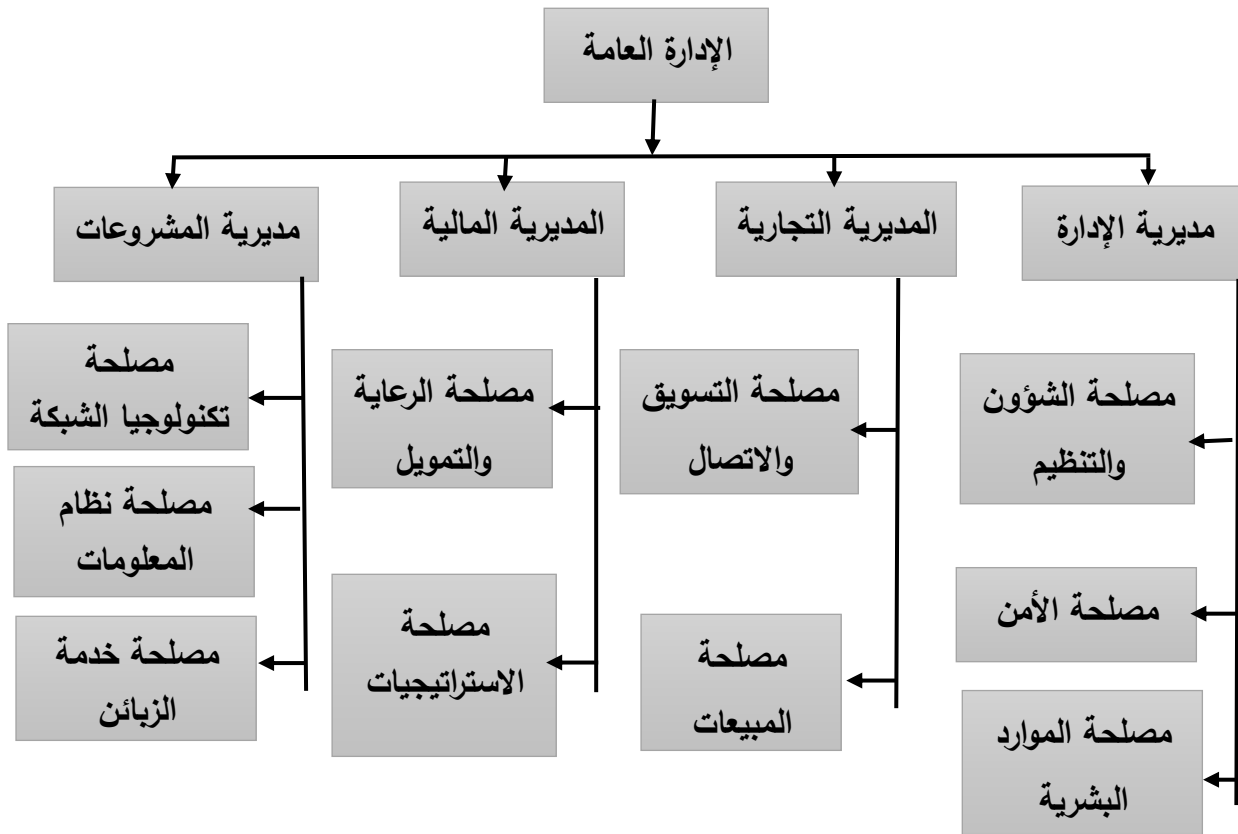 الإدارة العامة
مديرية الإدارة
المديرية التجارية
المديرية المالية
مديرية المشروعات
مصلحة الشؤون
والتنظيم
مصلحة الأمن
مصلحة الموارد
البشرية
مصلحة التسويق
والاتصال
مصلحة
المبيعات
مصلحة الرعاية
والتمويل
مصلحة
الاستراتيجيات
مصلحة
تكنولوجيا الشبكة
مصلحة نظام
المعلومات
مصلحة خدمة
الزبائن